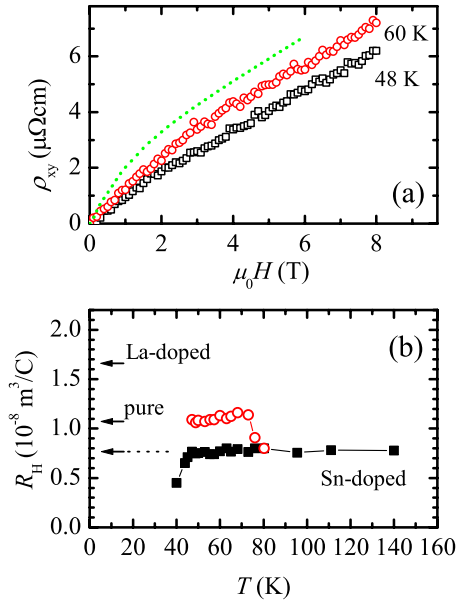 6
4
2
0
ρxy (μΩcm)
60 K
48 K
(a)
0 2 4 6 8
μ0H (T)
2.0
1.5
1.0
0.5
0.0
RH (10-8 m3/C)
(b)
La-doped
pure
Sn-doped
0 20 40 60 80 100 120 140 160
T (K)